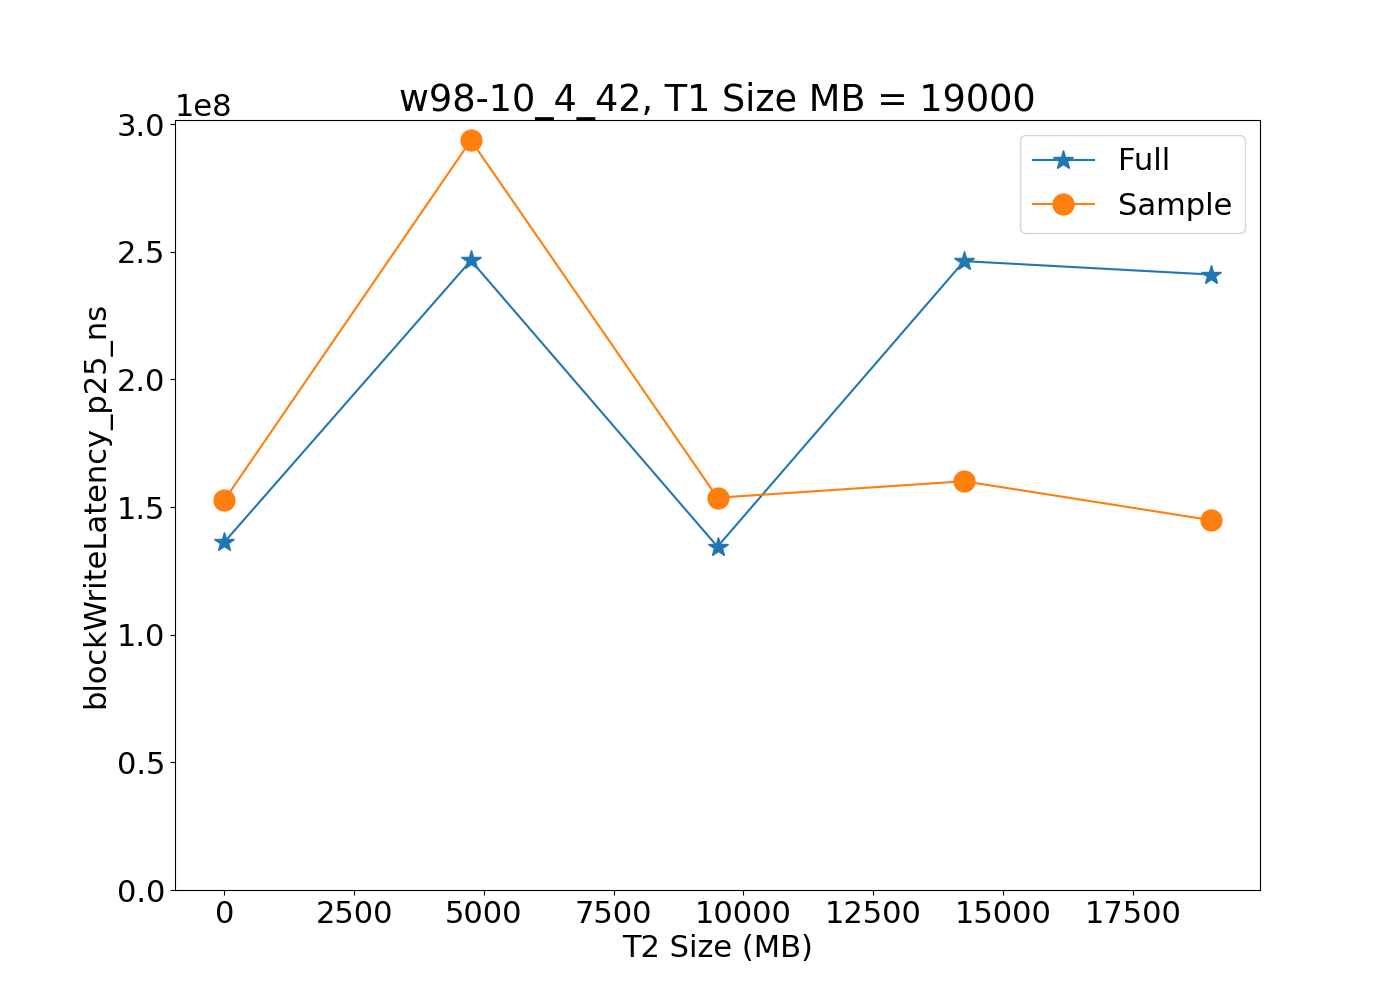 w98-10_4_42, T1 Size MB = 19000
1e8
3.0
2.5
2.0
1.5
1.0
0.5
0.0
blockWriteLatency_p25_ns
Full
Sample
0 2500 5000 7500 10000 12500 15000 17500
T2 Size (MB)